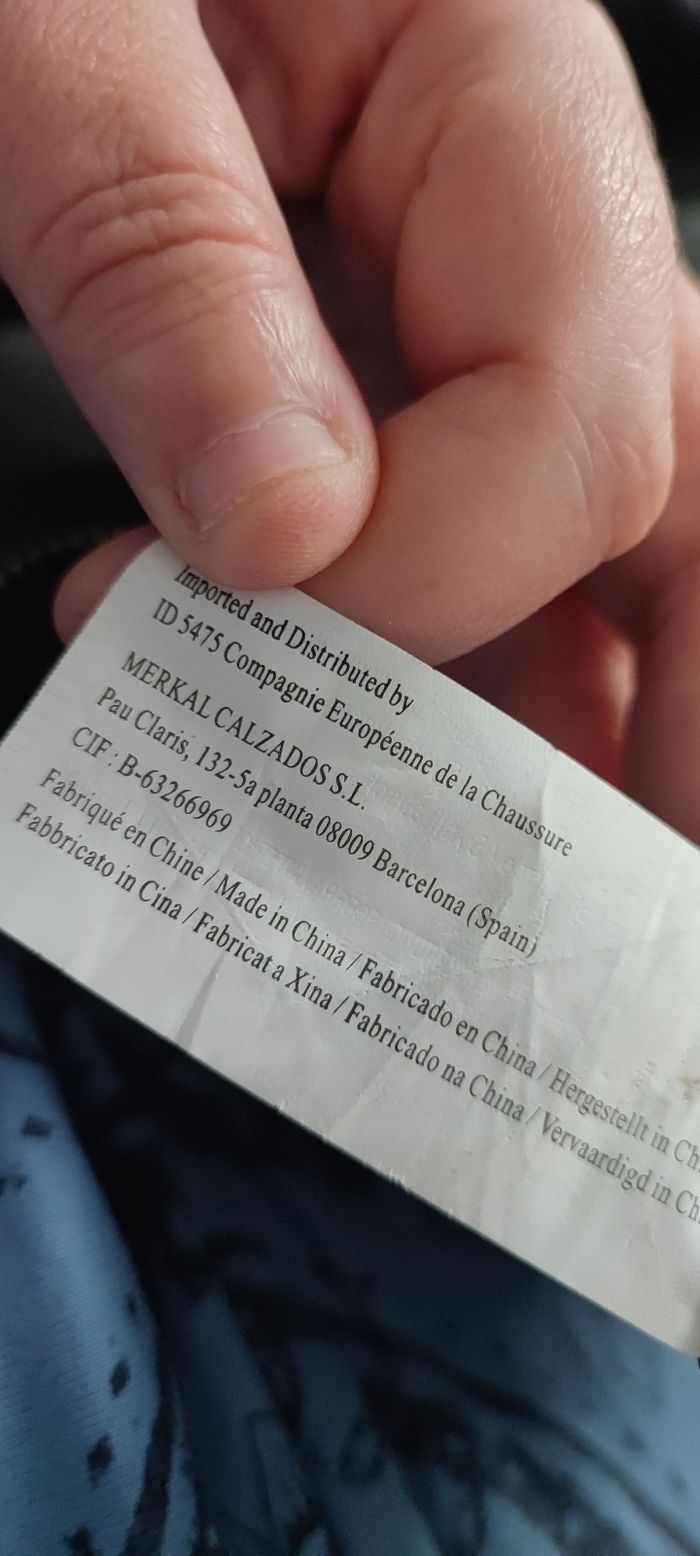 Imported and Distributed by
ID 5475 Compagnie Européenne de la Chaussure
MERKAL CALZADOS S.L.
Pau Claris, 132-5a planta 08009 Barcelona (Spain)
CIF : B-63266969
Fabriqué en Chine / Made in China / Fabricado en China / Hergestellt in
Fabbricato in Cina / Fabricat a Xina / Fabricado na China / Vervaardigd in